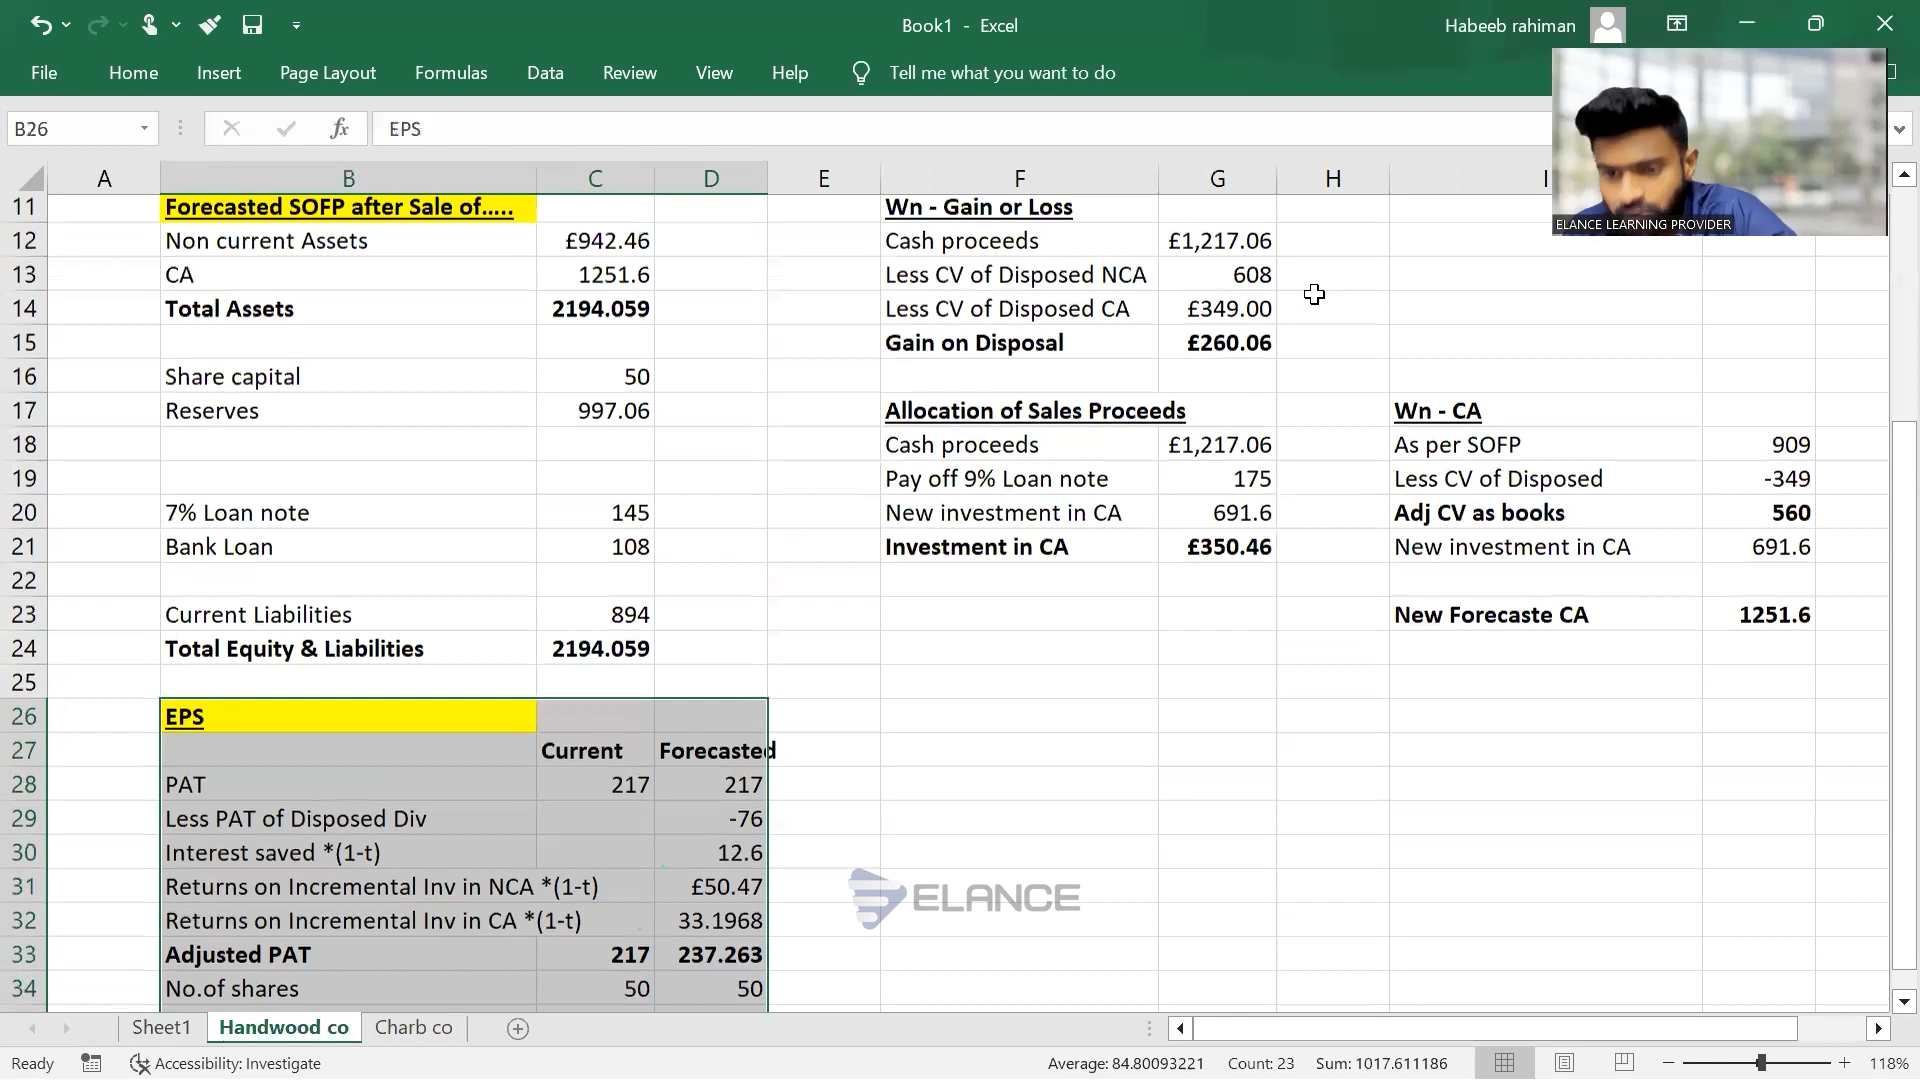 Book1 - Excel
Habeeb rahiman
File Home Insert Page Layout Formulas Data Review View Help Tell me what you want to do
B26 fx EPS
ELANCE LEARNING PROVIDER
A B C D E F G H I
11 Forecasted SOFP after Sale of..... Wn - Gain or Loss
12 Non current Assets £942.46 Cash proceeds £1,217.06
13 CA 1251.6 Less CV of Disposed NCA 608
14 Total Assets 2194.059 Less CV of Disposed CA £349.00
15 Gain on Disposal £260.06
16 Share capital 50
17 Reserves 997.06 Allocation of Sales Proceeds Wn - CA
18 Cash proceeds £1,217.06 As per SOFP 909
19 Pay off 9% Loan note 175 Less CV of Disposed -349
20 7% Loan note 145 New investment in CA 691.6 Adj CV as books 560
21 Bank Loan 108 Investment in CA £350.46 New investment in CA 691.6
22
23 Current Liabilities 894 New Forecaste CA 1251.6
24 Total Equity & Liabilities 2194.059
25
26 EPS
27 Current Forecasted
28 PAT 217 217
29 Less PAT of Disposed Div -76
30 Interest saved *(1-t) 12.6
31 Returns on Incremental Inv in NCA *(1-t) £50.47
32 Returns on Incremental Inv in CA *(1-t) 33.1968
33 Adjusted PAT 217 237.263
34 No.of shares 50 50
ELANCE
Sheet1 Handwood co Charb co
Ready Accessibility: Investigate Average: 84.80093221 Count: 23 Sum: 1017.611186 118%